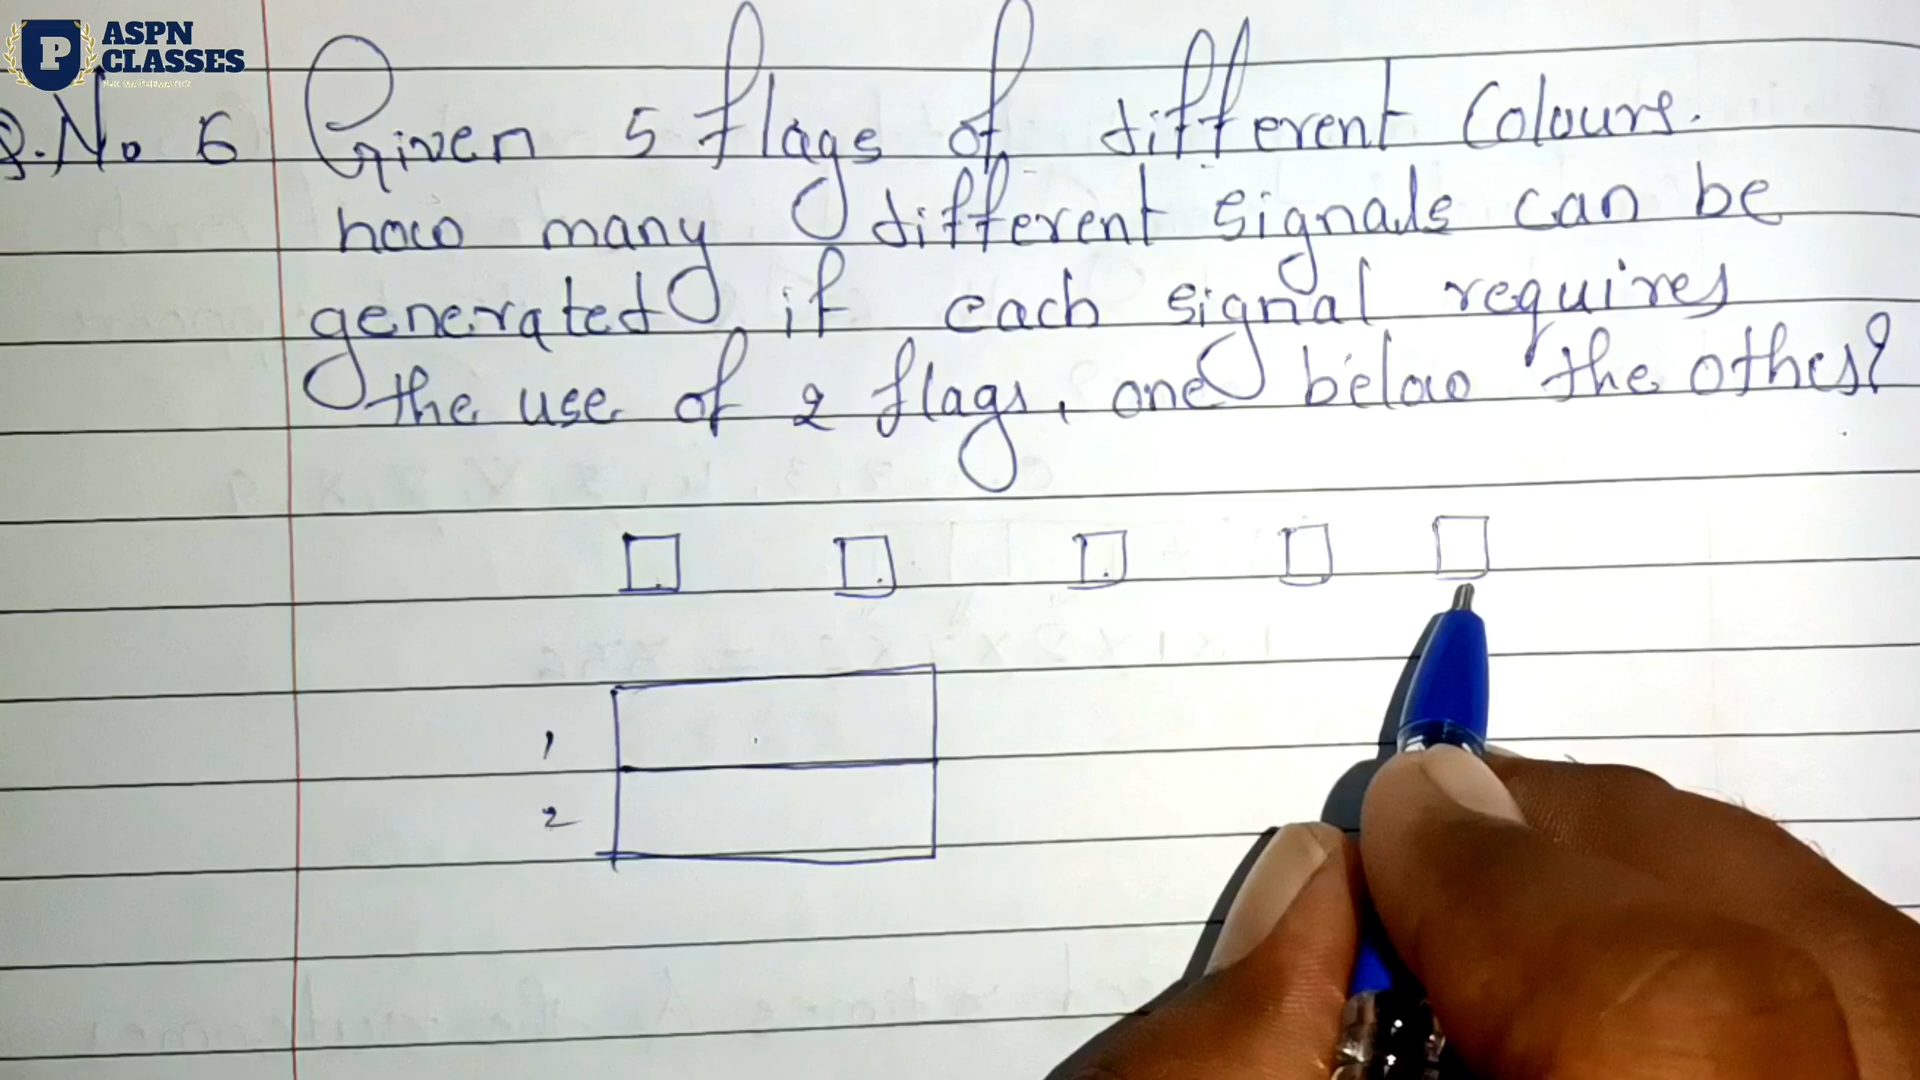 ASPN
CLASSES
Q.No 6 Given 5 flags of different Colours.
how many different signals can be
generated if each signal requires
the use of 2 flags, one below the other?
1
2